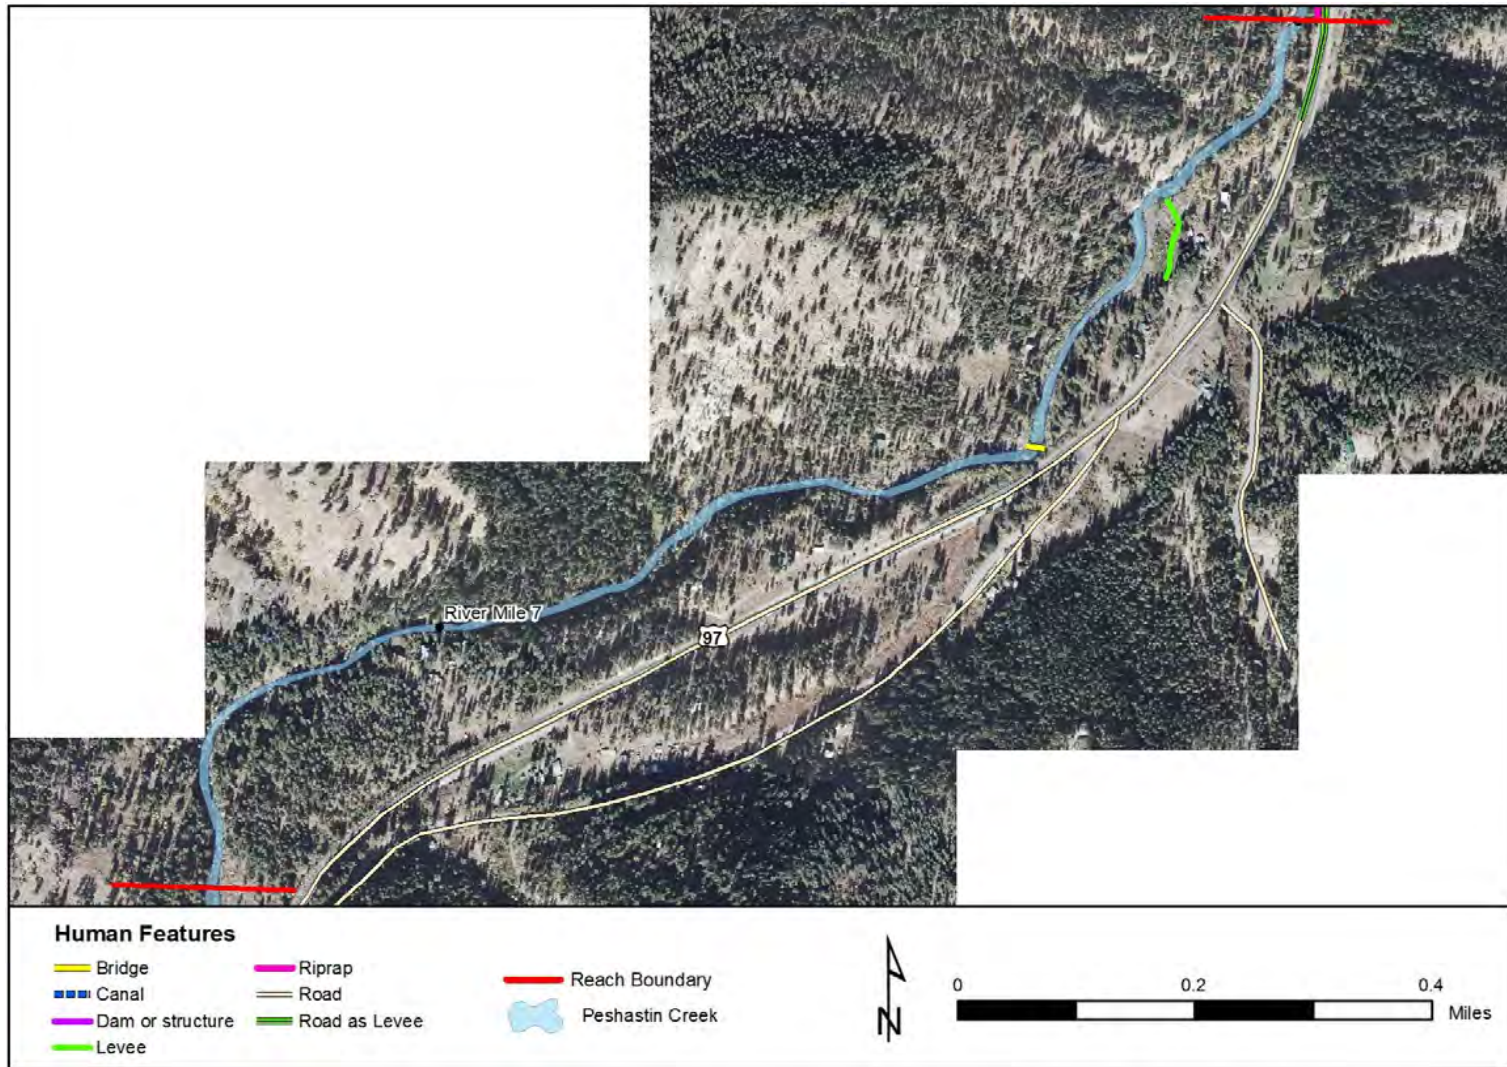 River Mile 7
97
Human Features
Bridge
Canal
Dam or structure
Levee
Riprap
Road
Road as Levee
Reach Boundary
Peshastin Creek
N
0 0.2 0.4
Miles